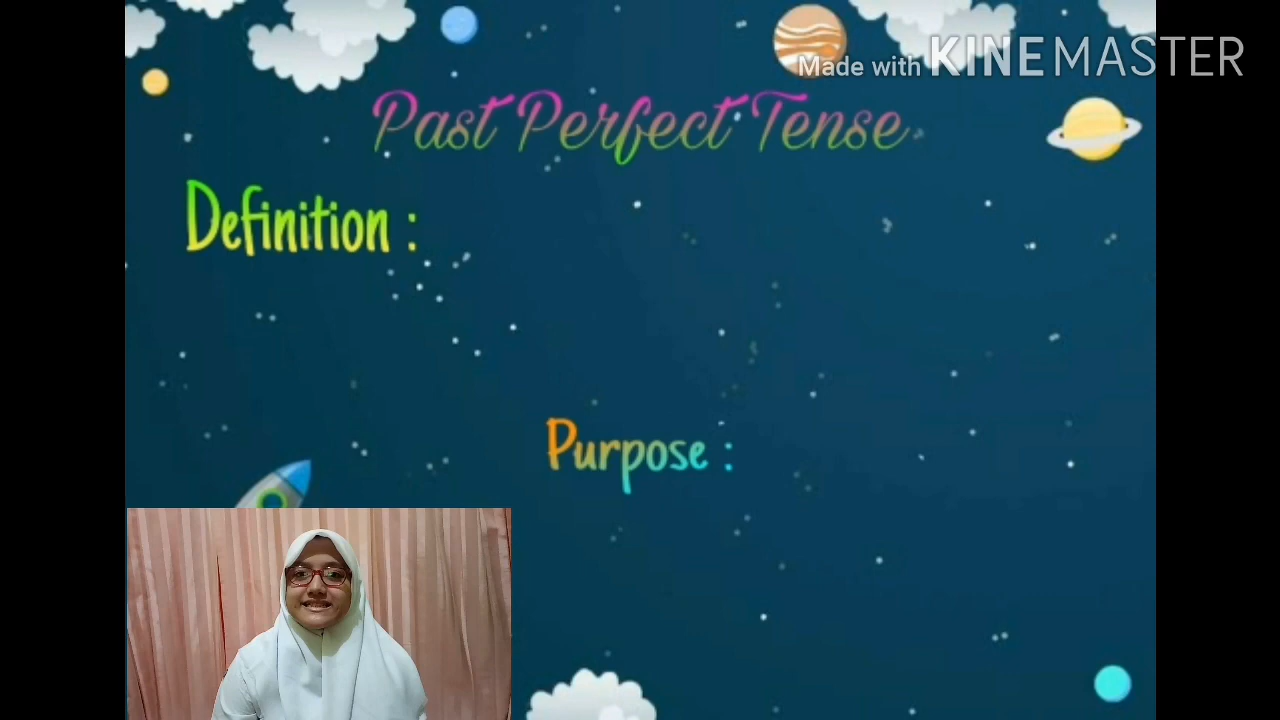 Made with KINEMASTER
Past Perfect Tense
Definition :
Purpose :